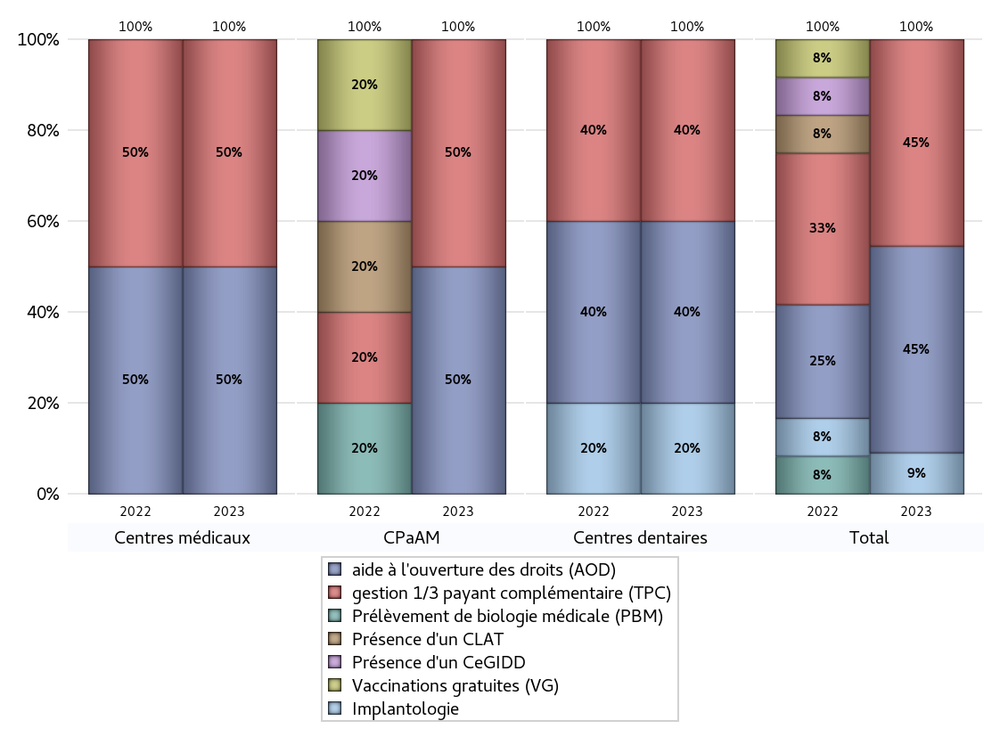 100% 100% 100% 100% 100% 100% 100% 100%
100%
80%
60%
40%
20%
0%
50% 50%
50% 50%
20%
20%
20%
20%
20%
50%
50%
40% 40%
40% 40%
20% 20%
8%
8%
8%
33%
25%
8%
8%
45%
45%
9%
2022 2023 2022 2023 2022 2023 2022 2023
Centres médicaux CPaAM Centres dentaires Total
aide à l'ouverture des droits (AOD)
gestion 1/3 payant complémentaire (TPC)
Prélèvement de biologie médicale (PBM)
Présence d'un CLAT
Présence d'un CeGIDD
Vaccinations gratuites (VG)
Implantologie